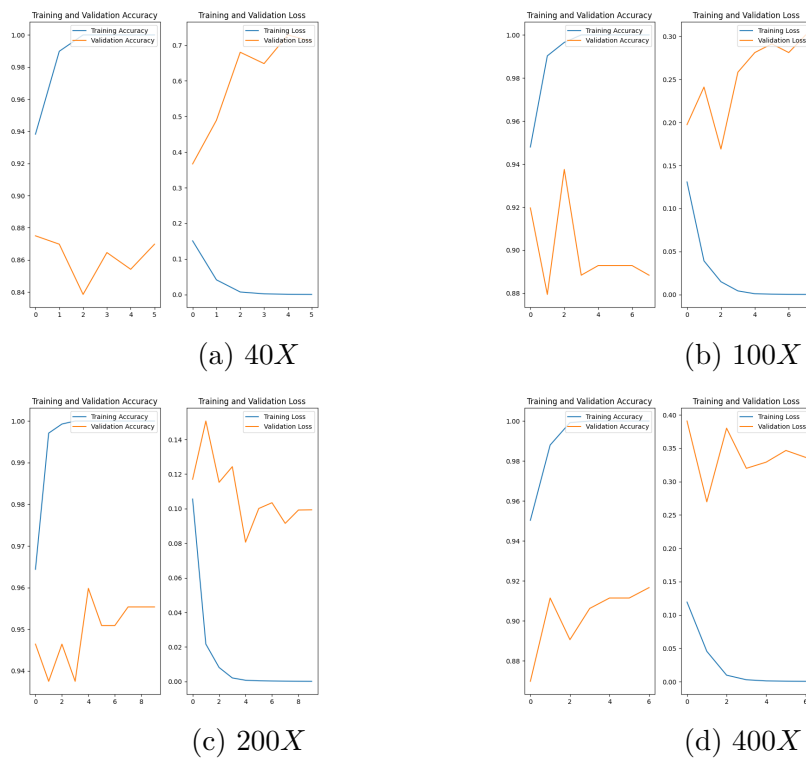 Training and Validation Accuracy
Training Accuracy
Validation Accuracy
1.00
0.98
0.96
0.94
0.92
0.90
0.88
0.86
0.84
0 1 2 3 4 5
Training and Validation Loss
Training Loss
Validation Loss
0.7
0.6
0.5
0.4
0.3
0.2
0.1
0.0
0 1 2 3 4 5
(a) 40X
Training and Validation Accuracy
Training Accuracy
Validation Accuracy
1.00
0.98
0.96
0.94
0.92
0.90
0.88
0 2 4 6
Training and Validation Loss
Training Loss
Validation Loss
0.30
0.25
0.20
0.15
0.10
0.05
0.00
0 2 4 6
(b) 100X
Training and Validation Accuracy
Training Accuracy
Validation Accuracy
1.00
0.99
0.98
0.97
0.96
0.95
0.94
0 2 4 6 8
Training and Validation Loss
Training Loss
Validation Loss
0.14
0.12
0.10
0.08
0.06
0.04
0.02
0.00
0 2 4 6 8
(c) 200X
Training and Validation Accuracy
Training Accuracy
Validation Accuracy
1.00
0.98
0.96
0.94
0.92
0.90
0.88
0 2 4 6
Training and Validation Loss
Training Loss
Validation Loss
0.40
0.35
0.30
0.25
0.20
0.15
0.10
0.05
0.00
0 2 4 6
(d) 400X